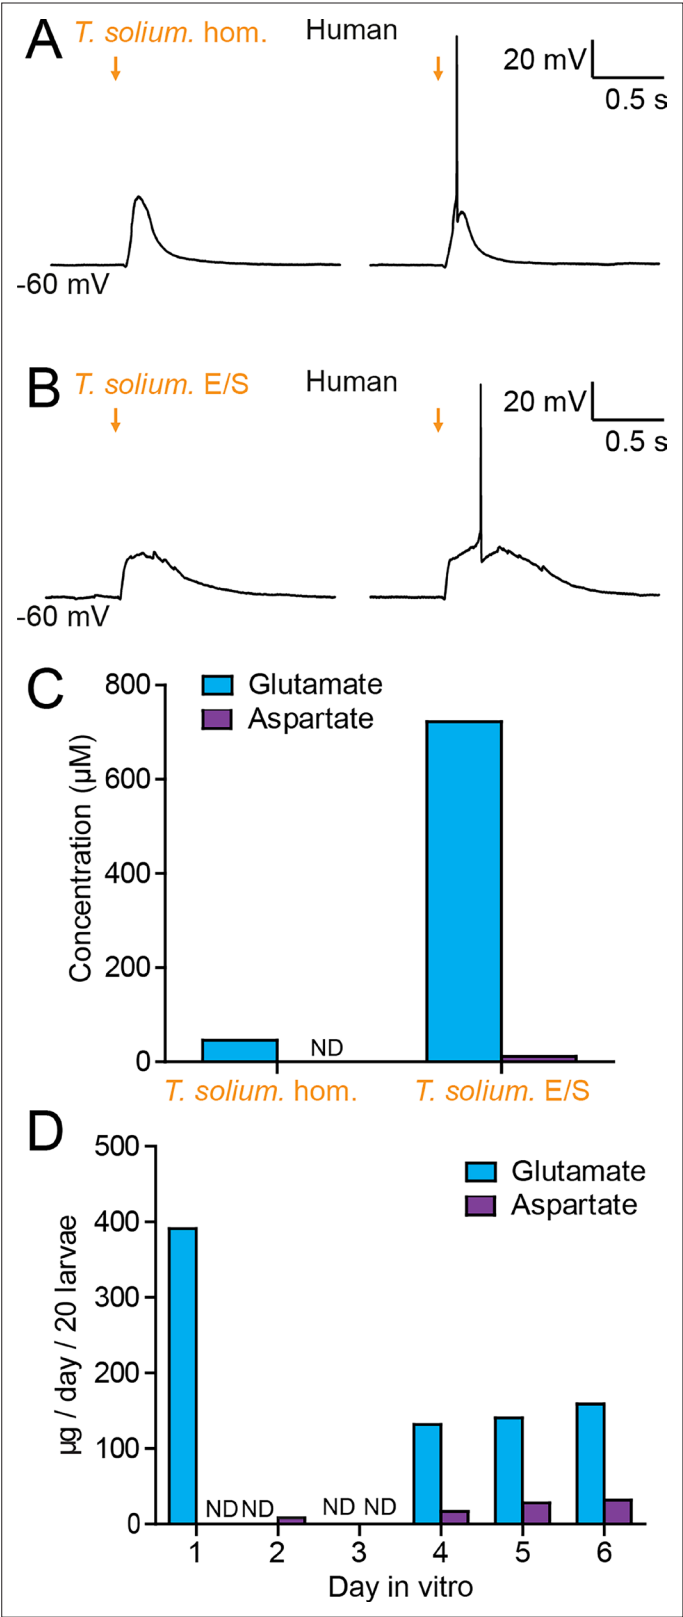 A
T. solium. hom.
Human
20 mV
0.5 s
-60 mV
B
T. solium. E/S
Human
20 mV
0.5 s
-60 mV
C
Glutamate
Aspartate
Concentration (µM)
800
600
400
200
0
ND
T. solium. hom.
T. solium. E/S
D
Glutamate
Aspartate
µg / day / 20 larvae
500
400
300
200
100
0
ND ND ND ND
1 2 3 4 5 6
Day in vitro